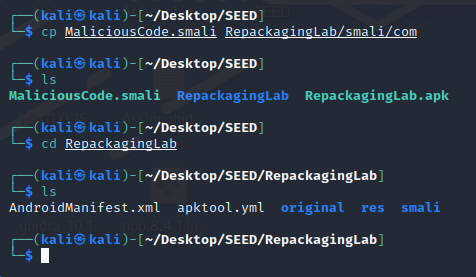 ┌──(kali㉿kali)-[~/Desktop/SEED]
└─$ cp MaliciousCode.smali RepackagingLab/smali/com
┌──(kali㉿kali)-[~/Desktop/SEED]
└─$ ls
MaliciousCode.smali RepackagingLab RepackagingLab.apk
┌──(kali㉿kali)-[~/Desktop/SEED]
└─$ cd RepackagingLab
┌──(kali㉿kali)-[~/Desktop/SEED/RepackagingLab]
└─$ ls
AndroidManifest.xml apktool.yml original res smali
┌──(kali㉿kali)-[~/Desktop/SEED/RepackagingLab]
└─$